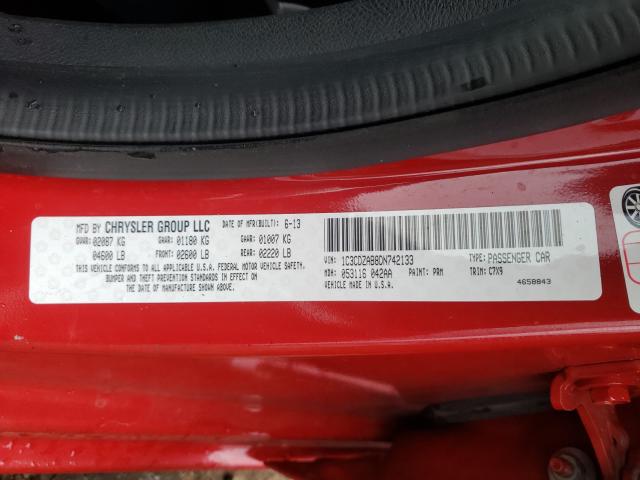 MFD BY CHRYSLER GROUP LLC DATE OF MFR(BUILT): 6-13
GVWR: 02087 KG GAWR: 01180 KG GAWR: 01007 KG
04600 LB FRONT: 02600 LB REAR: 02220 LB
THIS VEHICLE CONFORMS TO ALL APPLICABLE U.S.A. FEDERAL MOTOR VEHICLE SAFETY,
BUMPER AND THEFT PREVENTION STANDARDS IN EFFECT ON
THE DATE OF MANUFACTURE SHOWN ABOVE.
VIN: 1C3CDZAB8DN742133 TYPE: PASSENGER CAR
MDH: 053116 042AA PAINT: PRM TRIM: C7X9
VEHICLE MADE IN U.S.A. 4658843